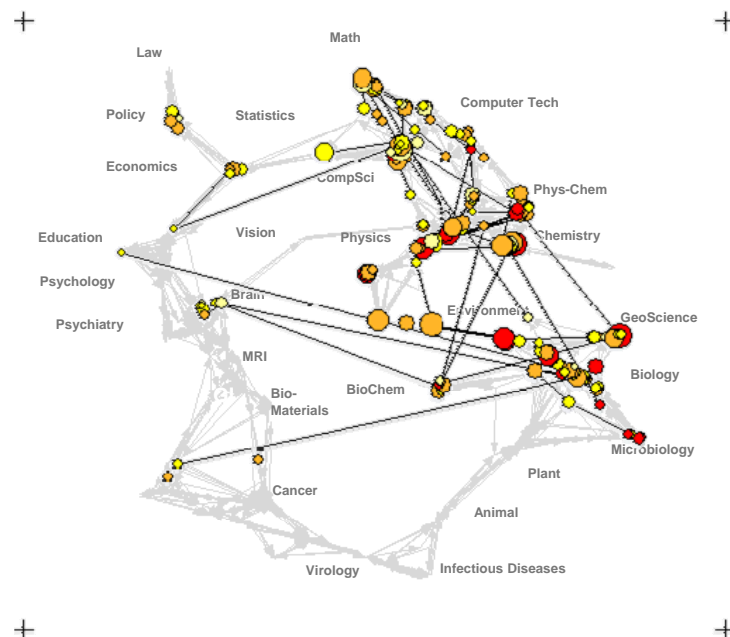 Math
Law
Computer Tech
Policy
Statistics
Economics
CompSci
Phys-Chem
Vision
Education
Physics
Chemistry
Psychology
Brain
Environment
GeoScience
Psychiatry
MRI
Biology
BioChem
Bio-
Materials
Microbiology
Plant
Cancer
Animal
Virology
Infectious Diseases